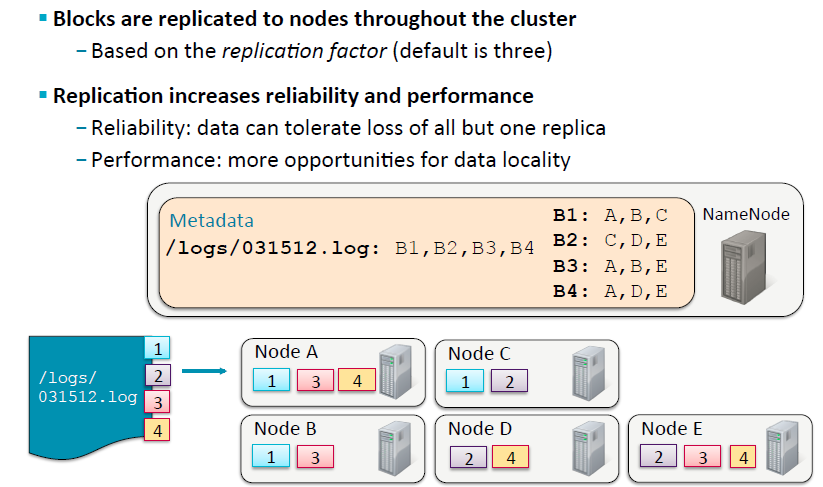 ▪ Blocks are replicated to nodes throughout the cluster
– Based on the replication factor (default is three)
▪ Replication increases reliability and performance
– Reliability: data can tolerate loss of all but one replica
– Performance: more opportunities for data locality
Metadata
/logs/031512.log: B1,B2,B3,B4
B1: A,B,C
B2: C,D,E
B3: A,B,E
B4: A,D,E
NameNode
/logs/
031512.log
1
2
3
4
Node A
1 3 4
Node C
1 2
Node B
1 3
Node D
2 4
Node E
2 3 4